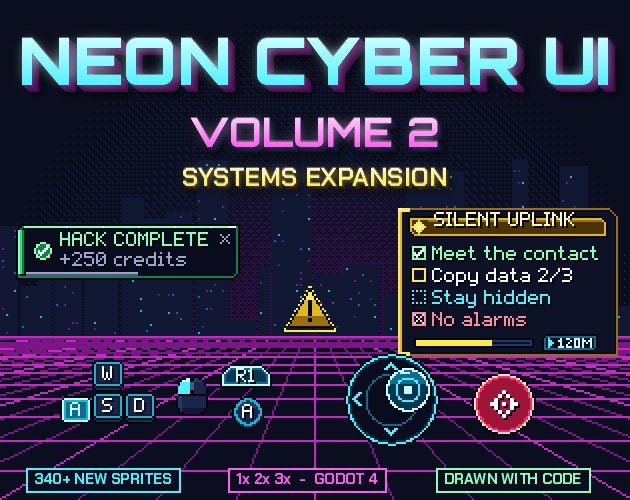 NEON CYBER UI
VOLUME 2
SYSTEMS EXPANSION
HACK COMPLETE X
+250 credits
SILENT UPLINK
Meet the contact
Copy data 2/3
Stay hidden
No alarms
120M
W
A S D
R1
A
340+ NEW SPRITES
1x 2x 3x - GODOT 4
DRAWN WITH CODE